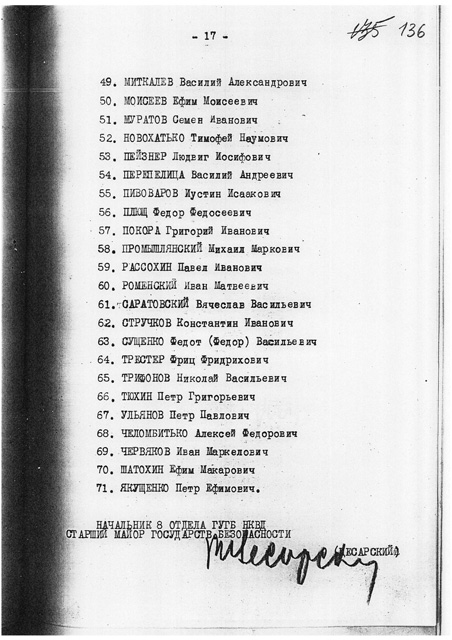 - 17 -
135 136
49. МИТКАЛЕВ Василий Александрович
50. МОИСЕЕВ Ефим Моисеевич
51. МУРАТОВ Семен Иванович
52. НОВОХАТЬКО Тимофей Наумович
53. ПЕЙЗНЕР Людвиг Иосифович
54. ПЕРЕПЕЛИЦА Василий Андреевич
55. ПИВОВАРОВ Иустин Исаакович
56. ПЛЮЩ Федор Федосеевич
57. ПОКОРА Григорий Иванович
58. ПРОМЫШЛЯНСКИЙ Михаил Маркович
59. РАССОХИН Павел Иванович
60. РОМЕНСКИЙ Иван Матвеевич
61. САРАТОВСКИЙ Вячеслав Васильевич
62. СТРУЧКОВ Константин Иванович
63. СУЩЕНКО Федот (Федор) Васильевич
64. ТРЕСТЕР Фриц Фридрихович
65. ТРИФОНОВ Николай Васильевич
66. ТЮХИН Петр Григорьевич
67. УЛЬЯНОВ Петр Павлович
68. ЧЕЛОМБИТЬКО Алексей Федорович
69. ЧЕРВЯКОВ Иван Маркелович
70. ШАТОХИН Ефим Макарович
71. ЯКУЩЕНКО Петр Ефимович.
НАЧАЛЬНИК 8 ОТДЕЛА ГУГБ НКВД
СТАРШИЙ МАЙОР ГОСУДАРСТВ.БЕЗОПАСНОСТИ
(ЦЕСАРСКИЙ)